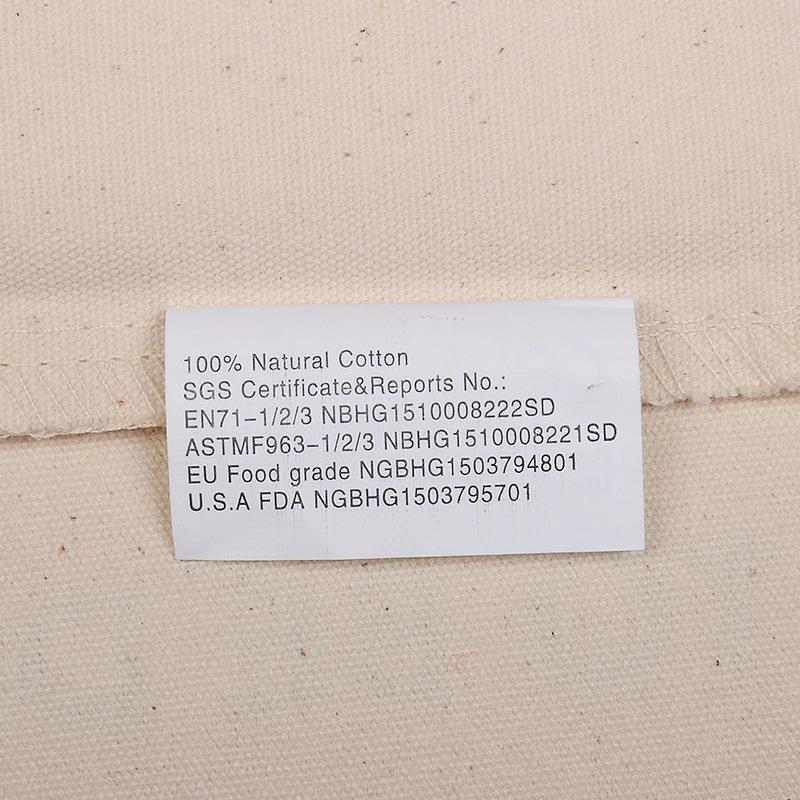 100% Natural Cotton
SGS Certificate&Reports No.:
EN71-1/2/3 NBHG1510008222SD
ASTMF963-1/2/3 NBHG1510008221SD
EU Food grade NGBHG1503794801
U.S.A FDA NGBHG1503795701